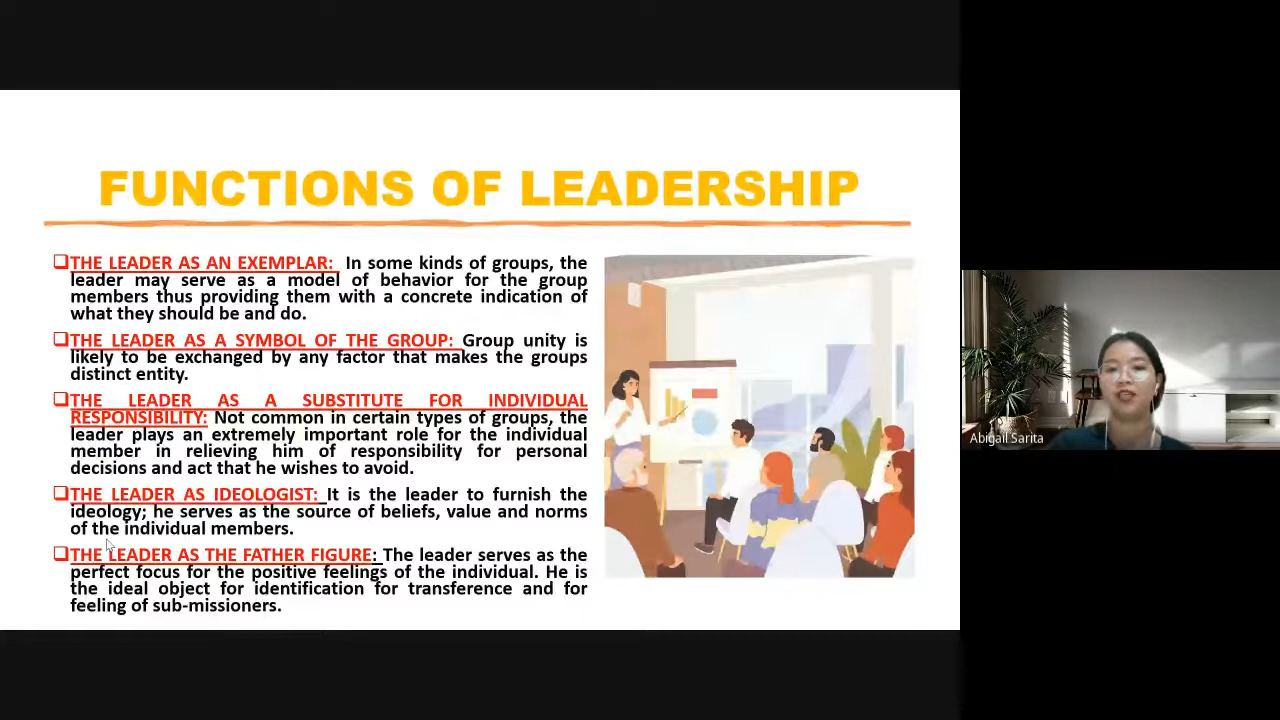 FUNCTIONS OF LEADERSHIP
❑THE LEADER AS AN EXEMPLAR: In some kinds of groups, the
leader may serve as a model of behavior for the group
members thus providing them with a concrete indication of
what they should be and do.
❑THE LEADER AS A SYMBOL OF THE GROUP: Group unity is
likely to be exchanged by any factor that makes the groups
distinct entity.
❑THE LEADER AS A SUBSTITUTE FOR INDIVIDUAL
RESPONSIBILITY: Not common in certain types of groups, the
leader plays an extremely important role for the individual
member in relieving him of responsibility for personal
decisions and act that he wishes to avoid.
❑THE LEADER AS IDEOLOGIST: It is the leader to furnish the
ideology; he serves as the source of beliefs, value and norms
of the individual members.
❑THE LEADER AS THE FATHER FIGURE: The leader serves as the
perfect focus for the positive feelings of the individual. He is
the ideal object for identification for transference and for
feeling of sub-missioners.
Abigail Sarita